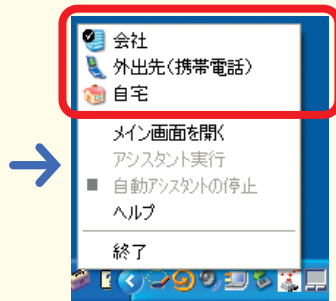 会社
外出先(携帯電話)
自宅
メイン画面を開く
アシスタント実行
自動アシスタントの停止
ヘルプ
終了